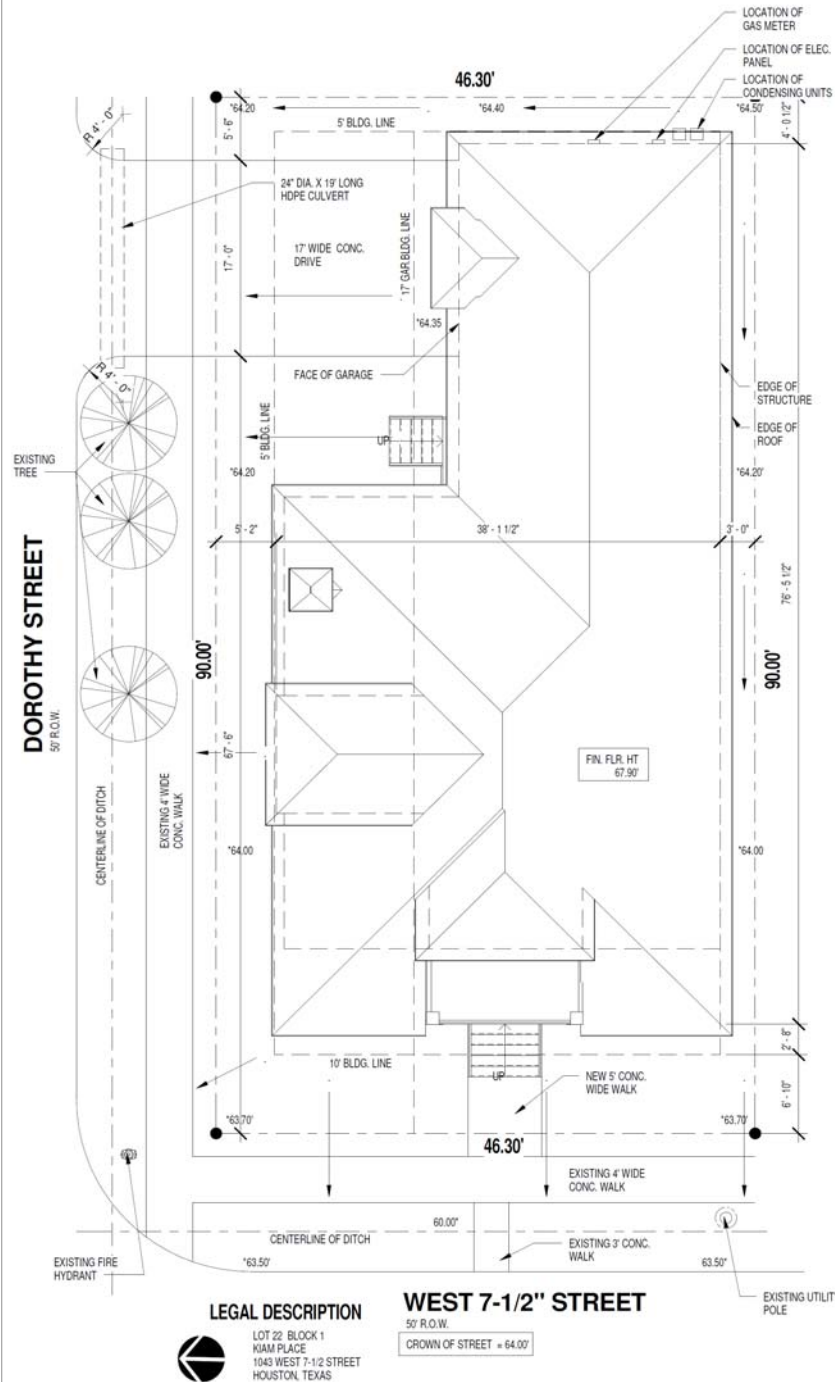 LOCATION OF
GAS METER
LOCATION OF ELEC.
PANEL
LOCATION OF
CONDENSING UNITS
46.30'
*64.20
*64.40
*64.50'
5' BLDG. LINE
5' - 6"
4' - 0 1/2"
R 4' - 0"
24" DIA. X 19' LONG
HDPE CULVERT
17' WIDE CONC.
DRIVE
17' GAR.BLDG. LINE
17' - 0"
*64.35
FACE OF GARAGE
R 4' - 0"
EDGE OF
STRUCTURE
EDGE OF
ROOF
5' BLDG. LINE
UP
EXISTING
TREE
*64.20
*64.20'
5' - 2"
38' - 1 1/2"
3' - 0"
76' - 5 1/2"
DOROTHY STREET
50' R.O.W.
90.00'
90.00'
67' - 6"
FIN. FLR. HT
67.90'
CENTERLINE OF DITCH
EXISTING 4' WIDE
CONC. WALK
*64.00
*64.00
2' - 8"
10' BLDG. LINE
UP
NEW 5' CONC.
WIDE WALK
6' - 10"
*63.70'
*63.70'
46.30'
EXISTING 4' WIDE
CONC. WALK
60.00"
CENTERLINE OF DITCH
EXISTING 3' CONC.
WALK
*63.50'
63.50"
EXISTING FIRE
HYDRANT
EXISTING UTILIT
POLE
LEGAL DESCRIPTION
LOT 22 BLOCK 1
KIAM PLACE
1043 WEST 7-1/2 STREET
HOUSTON, TEXAS
WEST 7-1/2" STREET
50' R.O.W.
CROWN OF STREET = 64.00'